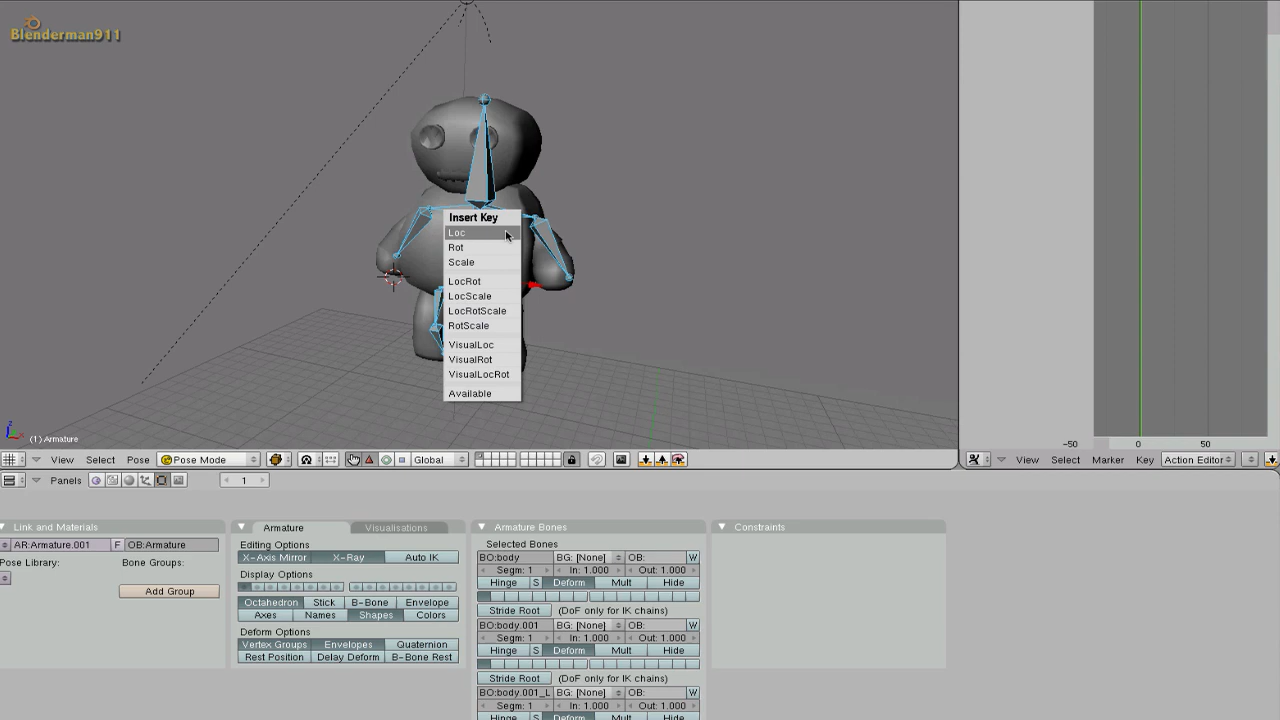 Blenderman911
Insert Key
Loc
Rot
Scale
LocRot
LocScale
LocRotScale
RotScale
VisualLoc
VisualRot
VisualLocRot
Available
(1) Armature
-50 0 50
View Select Pose Pose Mode Global
View Select Marker Key Action Editor
Panels 1
Link and Materials
AR:Armature.001 F OB:Armature
Pose Library: Bone Groups:
Add Group
Armature Visualisations
Editing Options
X-Axis Mirror X-Ray Auto IK
Display Options
Octahedron Stick B-Bone Envelope
Axes Names Shapes Colors
Deform Options
Vertex Groups Envelopes Quaternion
Rest Position Delay Deform B-Bone Rest
Armature Bones
Selected Bones
BO:body BG: [None] OB: W
Segm: 1 In: 1.000 Out: 1.000
Hinge S Deform Mult Hide
Stride Root (DoF only for IK chains)
BO:body.001 BG: [None] OB: W
Segm: 1 In: 1.000 Out: 1.000
Hinge S Deform Mult Hide
Stride Root (DoF only for IK chains)
BO:body.001_L BG: [None] OB: W
Segm: 1 In: 1.000 Out: 1.000
Hinge S Deform Mult Hide
Constraints